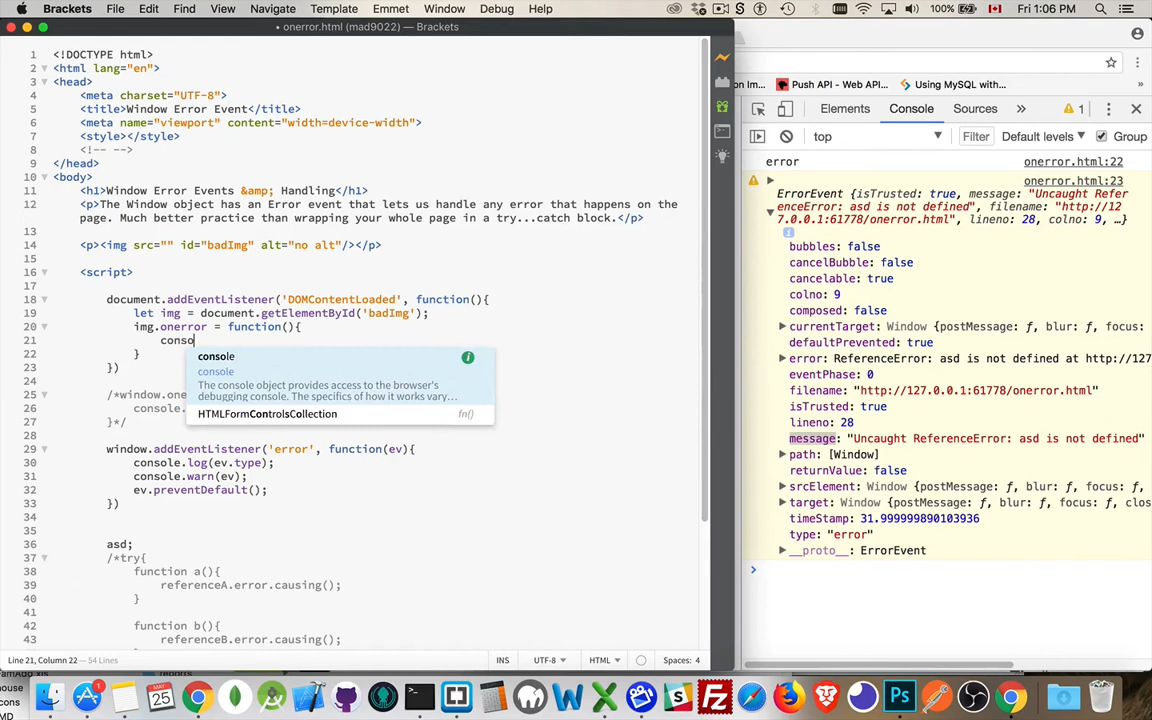 Brackets File Edit Find View Navigate Template Emmet Window Debug Help 100% Fri 1:06 PM
• onerror.html (mad9022) — Brackets
1 <!DOCTYPE html>
2 <html lang="en">
3 <head>
4 <meta charset="UTF-8">
5 <title>Window Error Event</title>
6 <meta name="viewport" content="width=device-width">
7 <style></style>
8 <!-- -->
9 </head>
10 <body>
11 <h1>Window Error Events &amp; Handling</h1>
12 <p>The Window object has an Error event that lets us handle any error that happens on the
page. Much better practice than wrapping your whole page in a try...catch block.</p>
13
14 <p><img src="" id="badImg" alt="no alt"/></p>
15
16 <script>
17
18 document.addEventListener('DOMContentLoaded', function(){
19 let img = document.getElementById('badImg');
20 img.onerror = function(){
21 conso
22 }
23 })
24
25 /*window.one
26 console.
27 }*/
28
29 window.addEventListener('error', function(ev){
30 console.log(ev.type);
31 console.warn(ev);
32 ev.preventDefault();
33 })
34
35
36 asd;
37 /*try{
38 function a(){
39 referenceA.error.causing();
40 }
41
42 function b(){
43 referenceB.error.causing();
console
console
The console object provides access to the browser's
debugging console. The specifics of how it works vary…
HTMLFormControlsCollection fn()
Line 21, Column 22 — 54 Lines
INS UTF-8 HTML Spaces: 4
Push API - Web API... Using MySQL with... »
Elements Console Sources » 1
top Filter Default levels Group
error onerror.html:22
onerror.html:23
ErrorEvent {isTrusted: true, message: "Uncaught Refer
enceError: asd is not defined", filename: "http://12
7.0.0.1:61778/onerror.html", lineno: 28, colno: 9, …}
bubbles: false
cancelBubble: false
cancelable: true
colno: 9
composed: false
currentTarget: Window {postMessage: ƒ, blur: ƒ, focus:
defaultPrevented: true
error: ReferenceError: asd is not defined at http://127
eventPhase: 0
filename: "http://127.0.0.1:61778/onerror.html"
isTrusted: true
lineno: 28
message: "Uncaught ReferenceError: asd is not defined"
path: [Window]
returnValue: false
srcElement: Window {postMessage: ƒ, blur: ƒ, focus: ƒ,
target: Window {postMessage: ƒ, blur: ƒ, focus: ƒ, clos
timeStamp: 31.999999890103936
type: "error"
__proto__: ErrorEvent